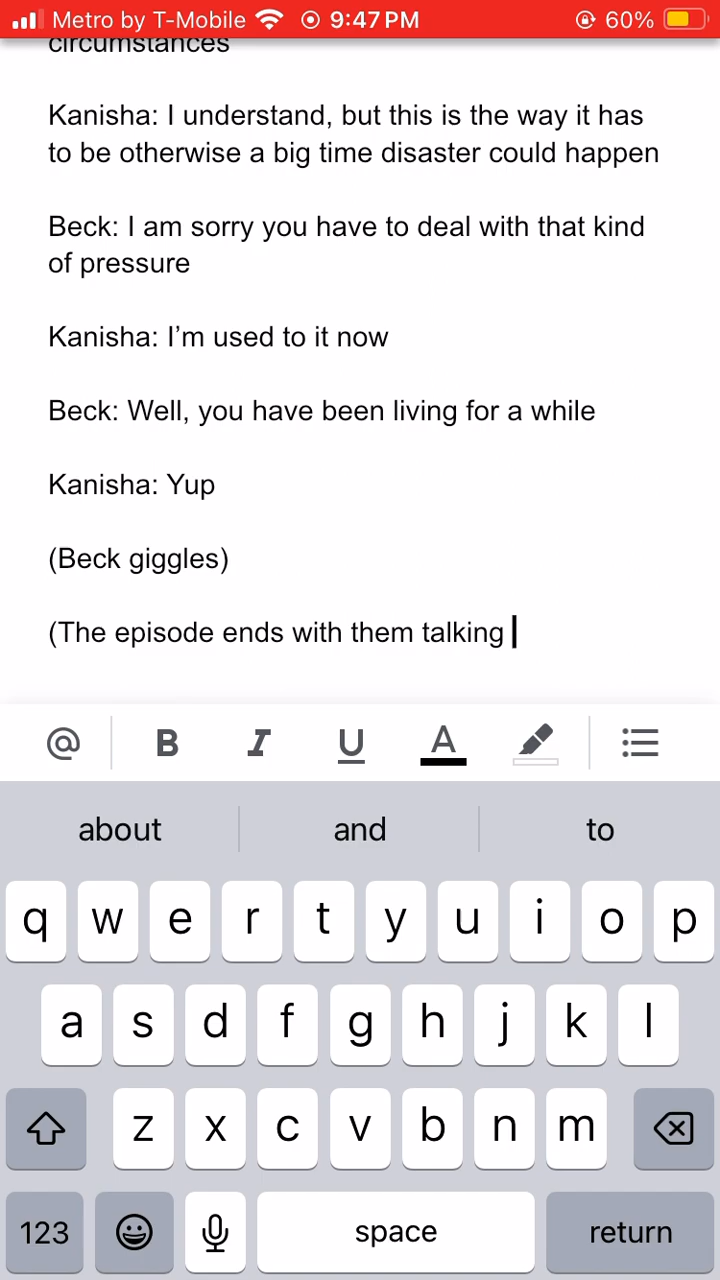 Metro by T-Mobile 9:47 PM 60%
circumstances
Kanisha: I understand, but this is the way it has
to be otherwise a big time disaster could happen
Beck: I am sorry you have to deal with that kind
of pressure
Kanisha: I’m used to it now
Beck: Well, you have been living for a while
Kanisha: Yup
(Beck giggles)
(The episode ends with them talking
@ B I U A
about and to
q w e r t y u i o p
a s d f g h j k l
z x c v b n m
123 space return